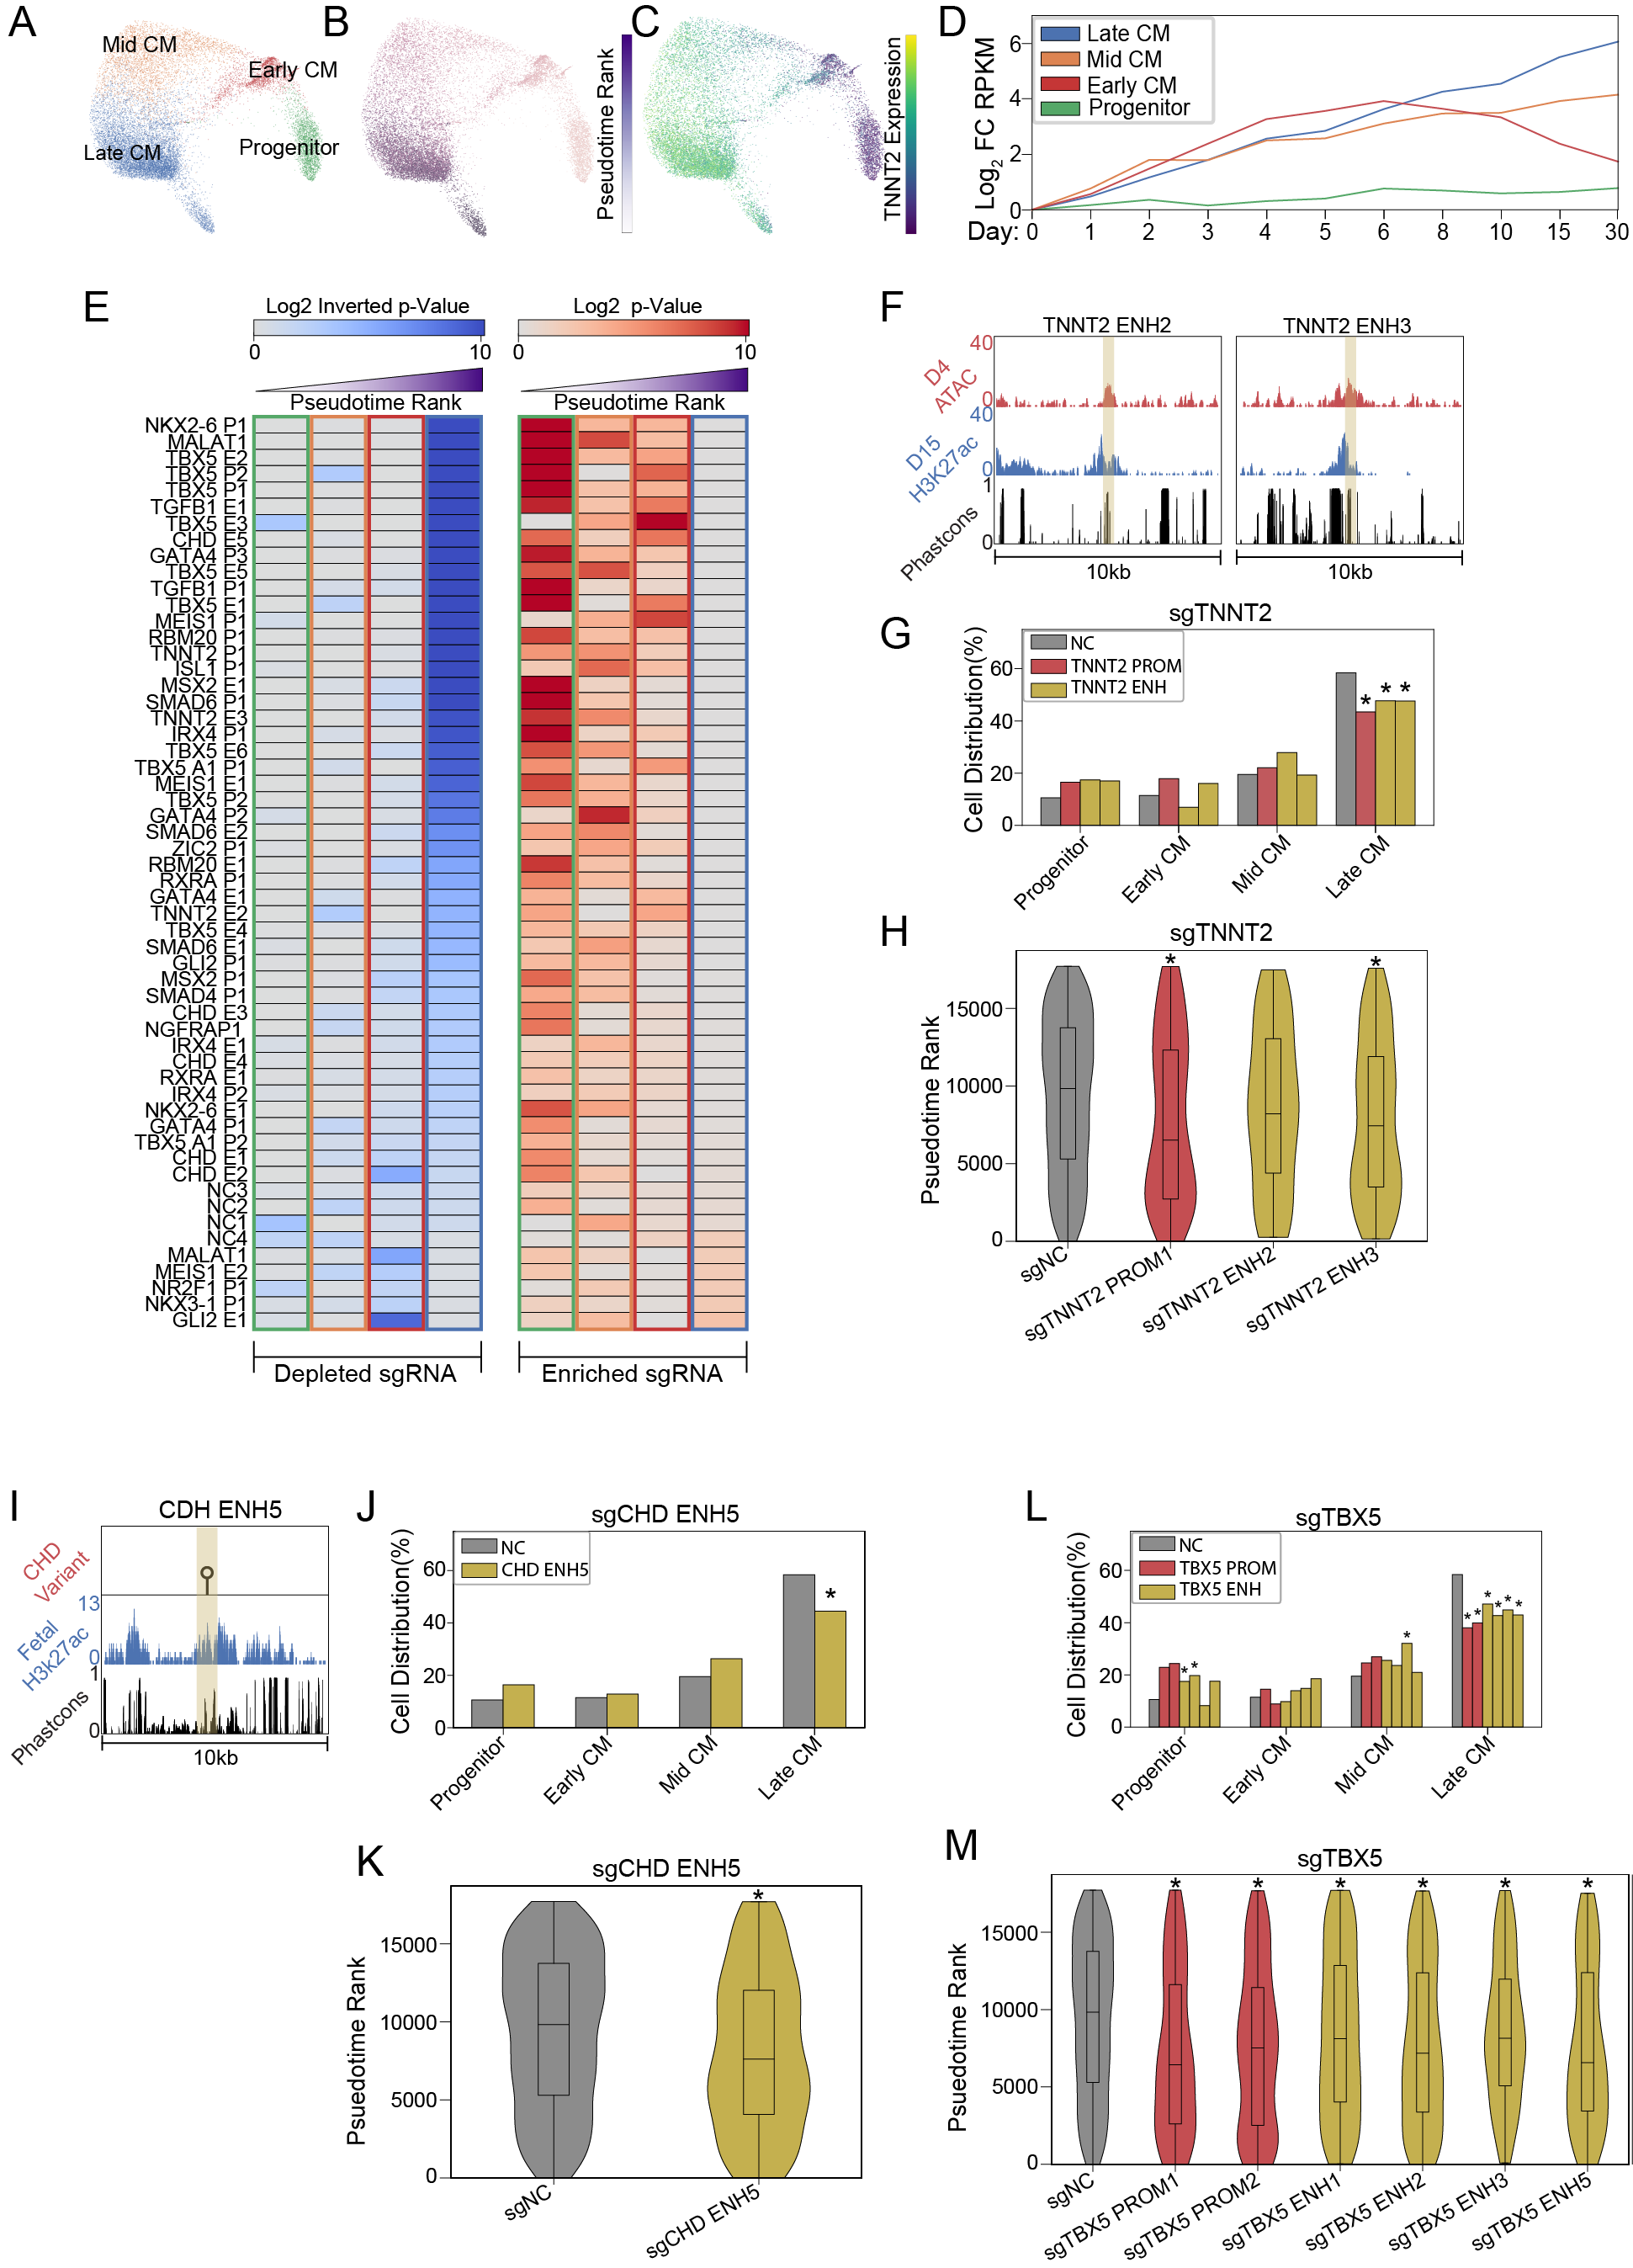 A
Mid CM
Early CM
Late CM
Progenitor
B
Pseudotime Rank
C
TNNT2 Expression
D
Log2 FC RPKM
6
4
2
0
Late CM
Mid CM
Early CM
Progenitor
Day: 0 1 2 3 4 5 6 8 10 15 30
E
Log2 Inverted p-Value
0 10
Pseudotime Rank
Log2 p-Value
0 10
Pseudotime Rank
NKX2-6 P1
MALAT1
TBX5 E2
TBX5 P2
TBX5 P1
TGFB1 E1
TBX5 E3
CHD E5
GATA4 P3
TBX5 E5
TGFB1 P1
TBX5 E1
MEIS1 P1
RBM20 P1
TNNT2 P1
ISL1 P1
MSX2 E1
SMAD6 P1
TNNT2 E3
IRX4 P1
TBX5 E6
TBX5 A1 P1
MEIS1 E1
TBX5 P2
GATA4 P2
SMAD6 E2
ZIC2 P1
RBM20 E1
RXRA P1
GATA4 E1
TNNT2 E2
TBX5 E4
SMAD6 E1
GLI2 P1
MSX2 P1
SMAD4 P1
CHD E3
NGFRAP1
IRX4 E1
CHD E4
RXRA E1
IRX4 P2
NKX2-6 E1
GATA4 P1
TBX5 A1 P2
CHD E1
CHD E2
NC3
NC2
NC1
NC4
MALAT1
MEIS1 E2
NR2F1 P1
NKX3-1 P1
GLI2 E1
Depleted sgRNA
Enriched sgRNA
F
TNNT2 ENH2
TNNT2 ENH3
D4
ATAC
40
0
D15
H3K27ac
40
0
Phastcons
1
0
10kb
10kb
G
sgTNNT2
Cell Distribution(%)
60
40
20
0
NC
TNNT2 PROM
TNNT2 ENH
* * *
Progenitor
Early CM
Mid CM
Late CM
H
sgTNNT2
Psuedotime Rank
15000
10000
5000
0
* *
sgNC
sgTNNT2 PROM1
sgTNNT2 ENH2
sgTNNT2 ENH3
I
CDH ENH5
CHD
Variant
Fetal
H3k27ac
13
0
Phastcons
1
0
10kb
J
sgCHD ENH5
Cell Distribution(%)
60
40
20
0
NC
CHD ENH5
*
Progenitor
Early CM
Mid CM
Late CM
K
sgCHD ENH5
Psuedotime Rank
15000
10000
5000
0
*
sgNC
sgCHD ENH5
L
sgTBX5
Cell Distribution(%)
60
40
20
0
NC
TBX5 PROM
TBX5 ENH
* * * * * * * * *
Progenitor
Early CM
Mid CM
Late CM
M
sgTBX5
Psuedotime Rank
15000
10000
5000
0
* * * * * *
sgNC
sgTBX5 PROM1
sgTBX5 PROM2
sgTBX5 ENH1
sgTBX5 ENH2
sgTBX5 ENH3
sgTBX5 ENH5